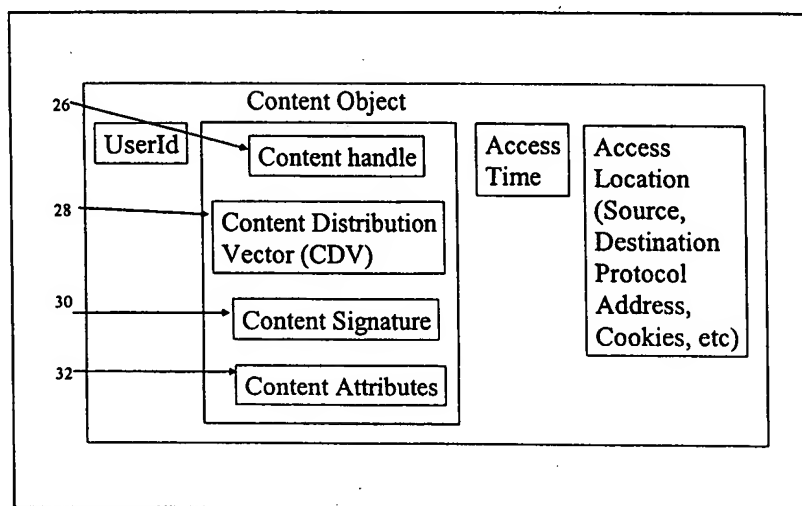 Content Object
26
UserId
Content handle
Access
Time
Access
Location
(Source,
Destination
Protocol
Address,
Cookies, etc)
28
Content Distribution
Vector (CDV)
30
Content Signature
32
Content Attributes